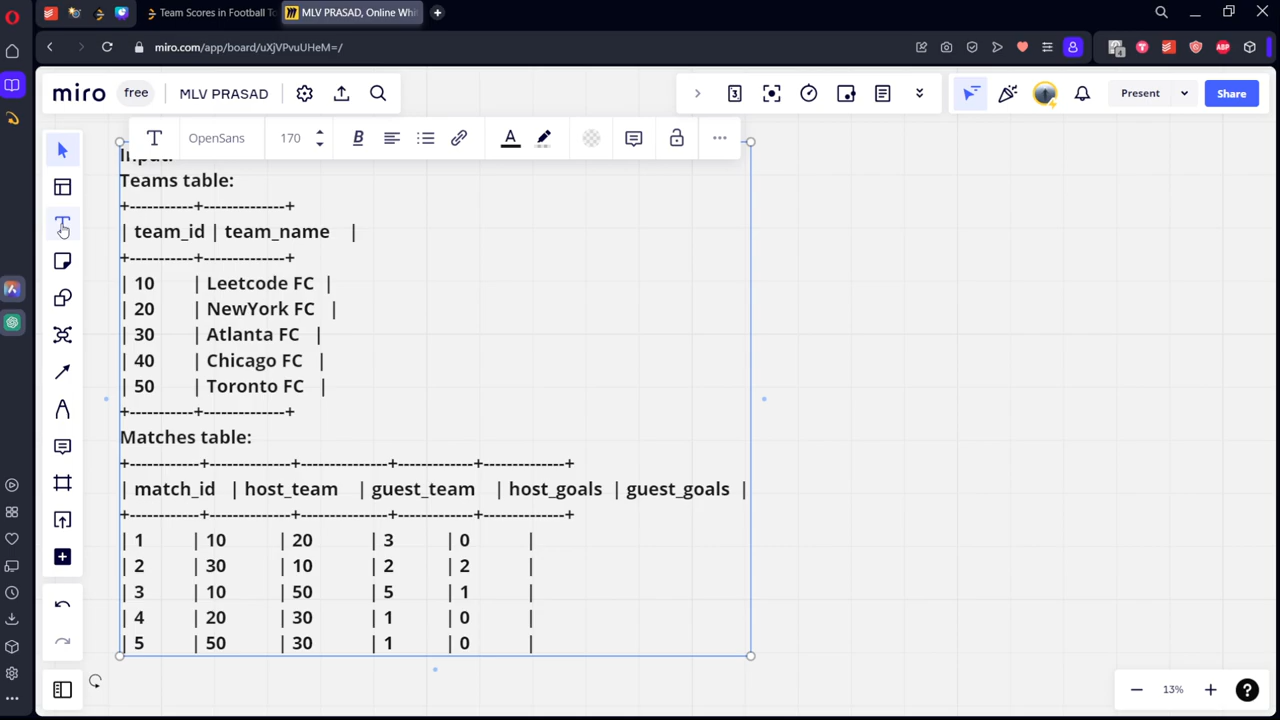 Team Scores in Football To
MLV PRASAD, Online Whi
miro.com/app/board/uXjVPvuUHeM=/
miro
free
MLV PRASAD
Present
Share
OpenSans
170
B
A
Input:
Teams table:
+-----------+--------------+
| team_id | team_name |
+-----------+--------------+
| 10 | Leetcode FC |
| 20 | NewYork FC |
| 30 | Atlanta FC |
| 40 | Chicago FC |
| 50 | Toronto FC |
+-----------+--------------+
Matches table:
+------------+--------------+---------------+-------------+--------------+
| match_id | host_team | guest_team | host_goals | guest_goals |
+------------+--------------+---------------+-------------+--------------+
| 1 | 10 | 20 | 3 | 0 |
| 2 | 30 | 10 | 2 | 2 |
| 3 | 10 | 50 | 5 | 1 |
| 4 | 20 | 30 | 1 | 0 |
| 5 | 50 | 30 | 1 | 0 |
13%